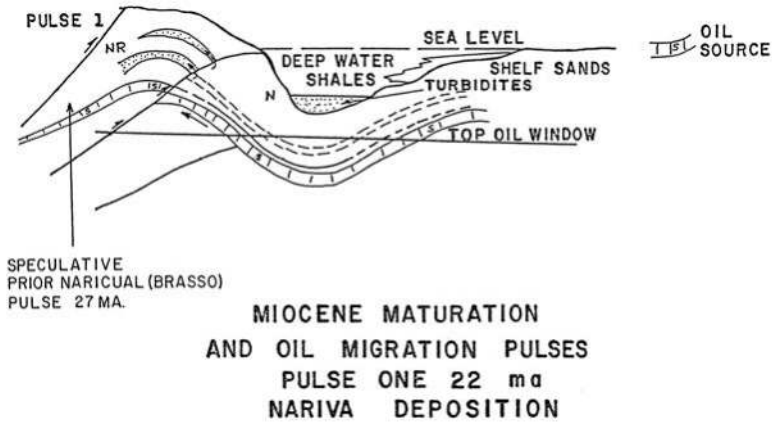 PULSE 1
NR
SEA LEVEL
DEEP WATER
SHALES
SHELF SANDS
TURBIDITES
N
TOP OIL WINDOW
S
S
S
S
OIL
SOURCE
S
SPECULATIVE
PRIOR NARICUAL (BRASSO)
PULSE 27 MA.
MIOCENE MATURATION
AND OIL MIGRATION PULSES
PULSE ONE 22 ma
NARIVA DEPOSITION